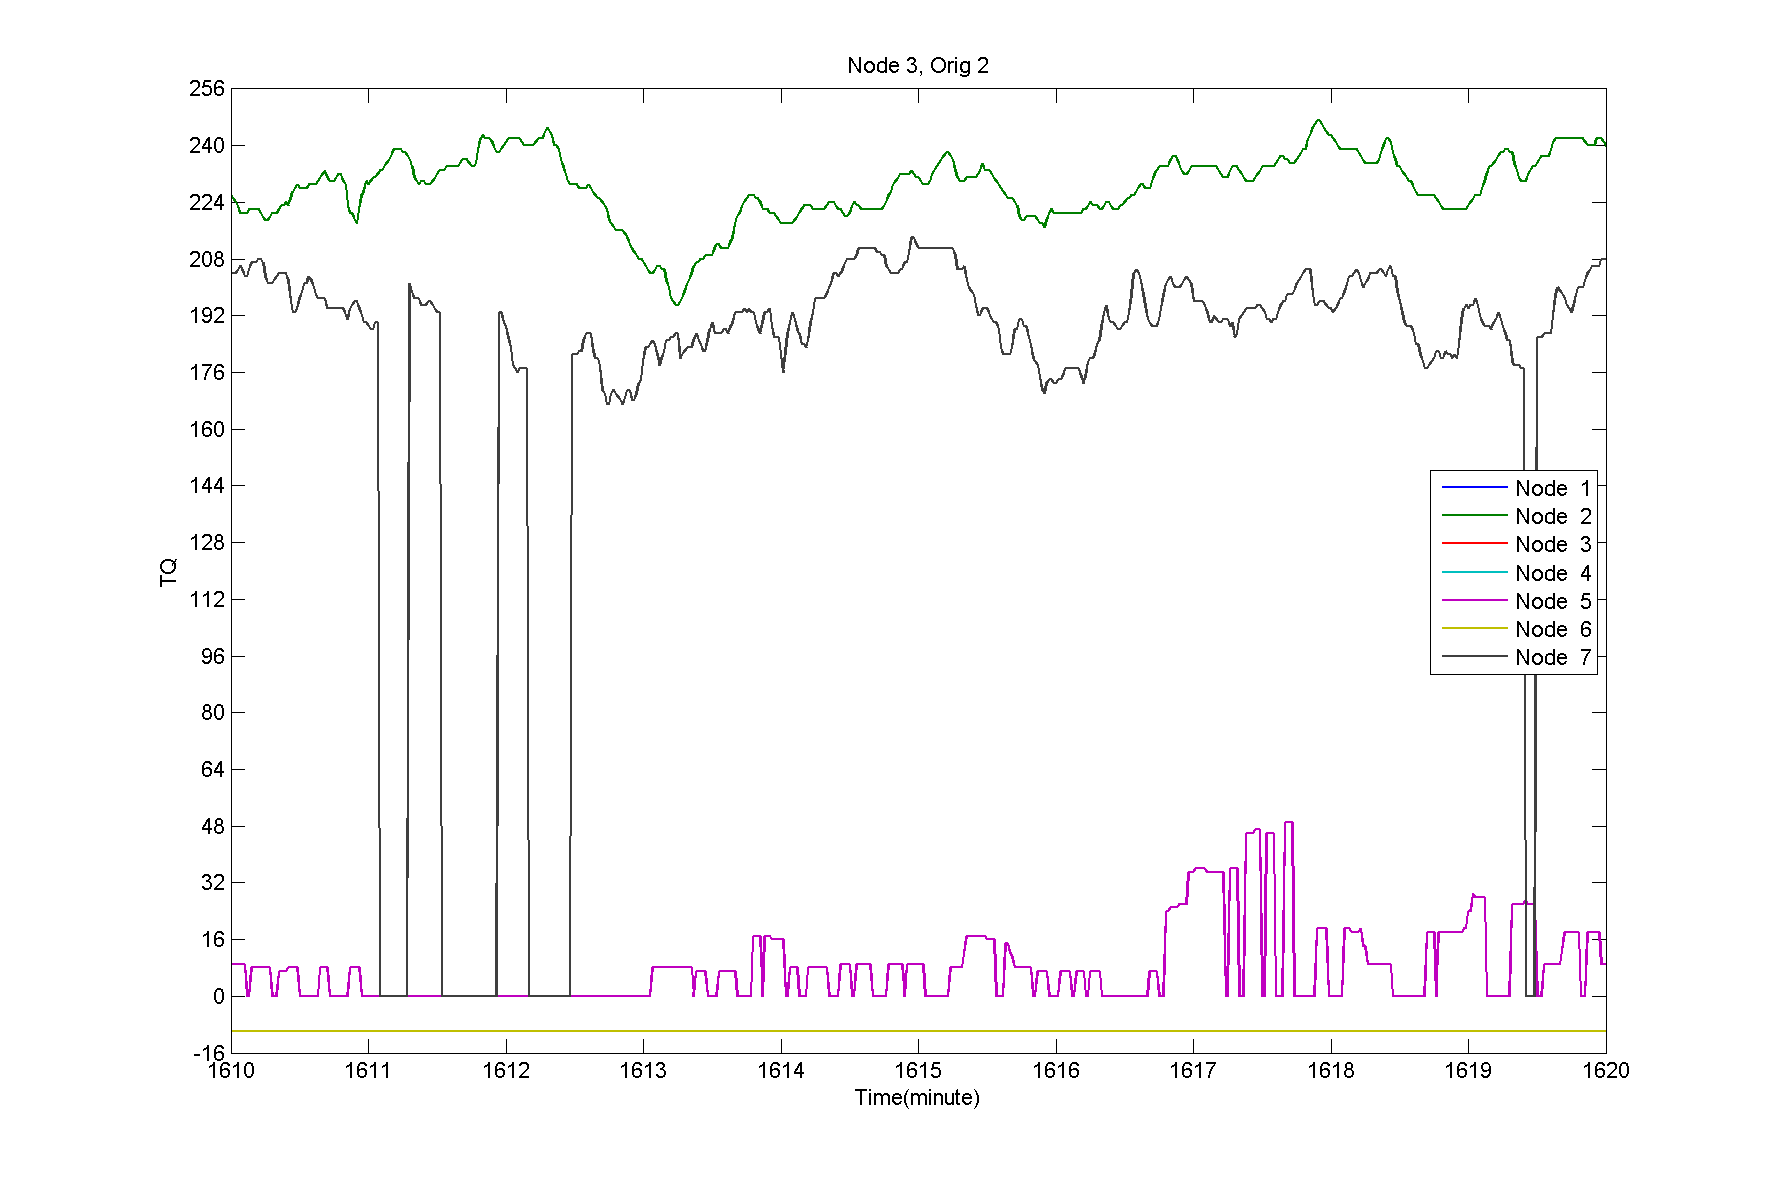 Node 3, Orig 2
256
240
224
208
192
176
160
144
128
112
96
80
64
48
32
16
0
-16
TQ
Node 1
Node 2
Node 3
Node 4
Node 5
Node 6
Node 7
1610 1611 1612 1613 1614 1615 1616 1617 1618 1619 1620
Time(minute)